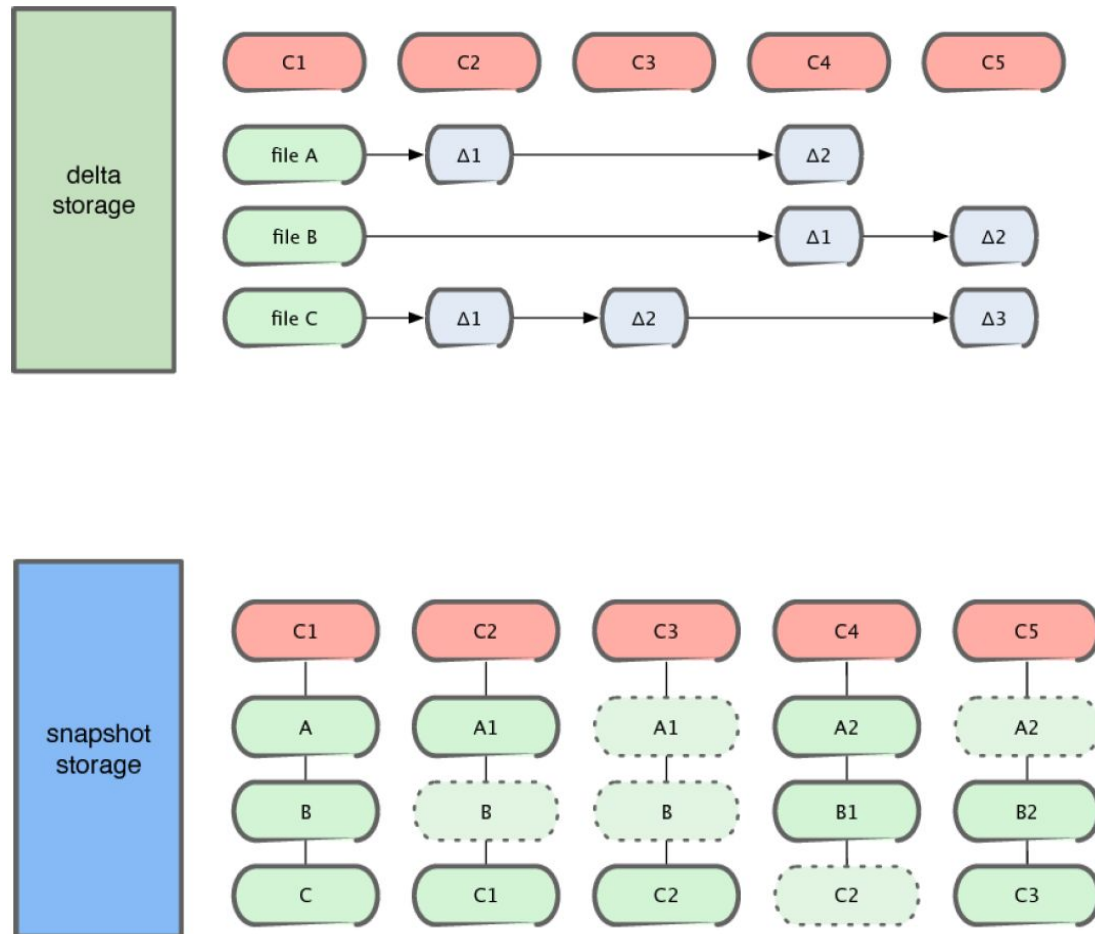 delta
storage
C1 C2 C3 C4 C5
file A Δ1 Δ2
file B Δ1 Δ2
file C Δ1 Δ2 Δ3
snapshot
storage
C1 C2 C3 C4 C5
A A1 A1 A2 A2
B B B B1 B2
C C1 C2 C2 C3